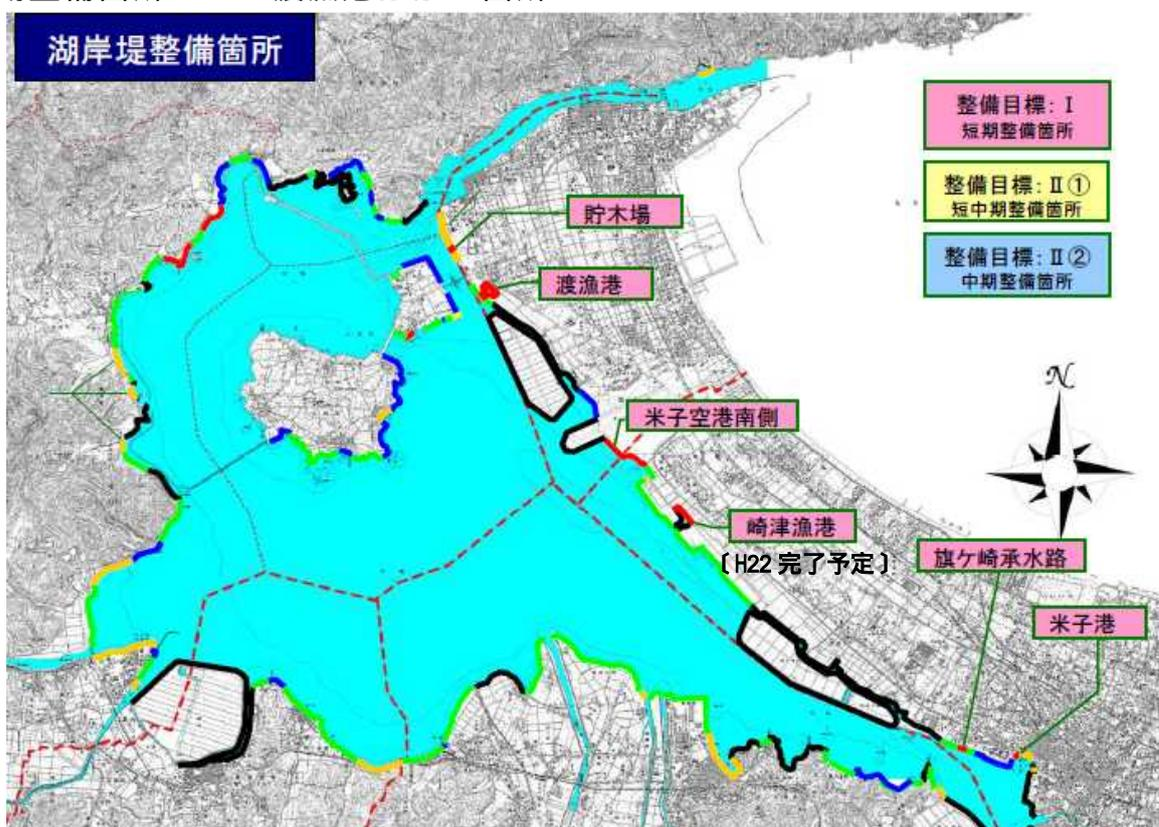 湖岸堤整備箇所
整備目標:Ⅰ
短期整備箇所
整備目標:Ⅱ①
短中期整備箇所
整備目標:Ⅱ②
中期整備箇所
貯木場
渡漁港
N
米子空港南側
崎津漁港
〔H22 完了予定〕
旗ケ崎承水路
米子港